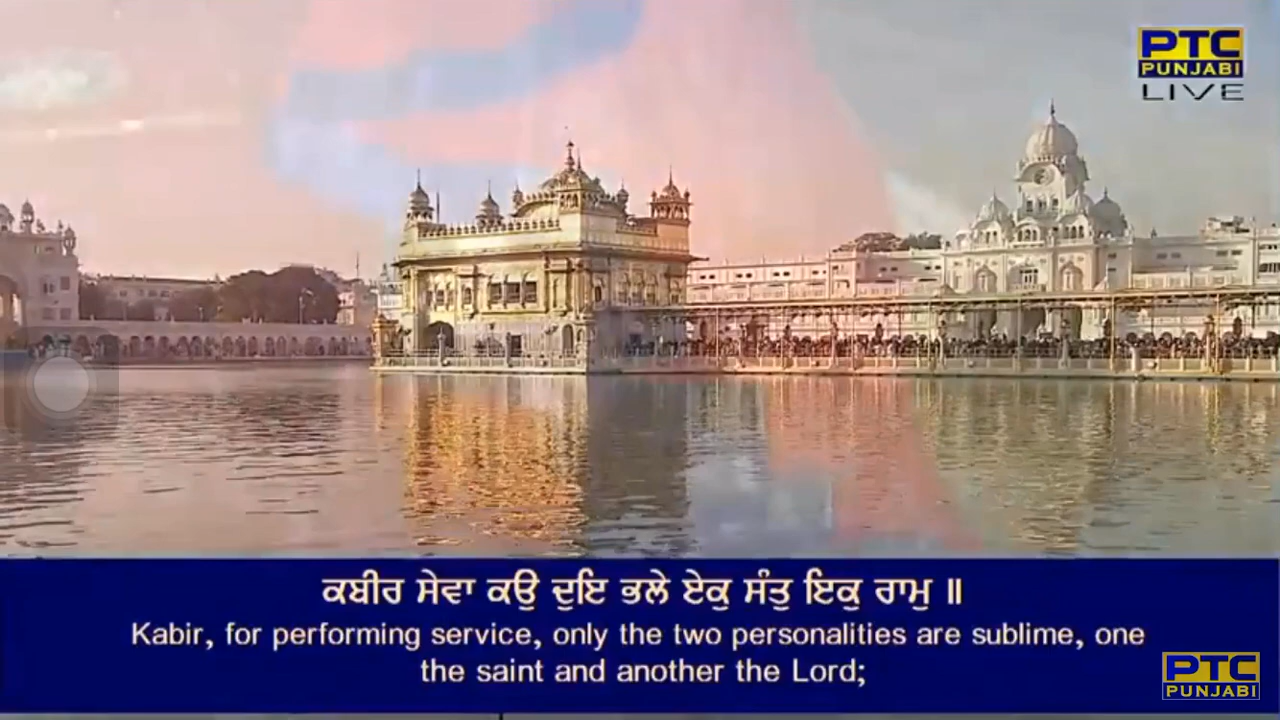 PTC
PUNJABI
LIVE
ਕਬੀਰ ਸੇਵਾ ਕਉ ਦੁਇ ਭਲੇ ਏਕੁ ਸੰਤੁ ਇਕੁ ਰਾਮੁ ॥
Kabir, for performing service, only the two personalities are sublime, one
the saint and another the Lord;
PTC
PUNJABI